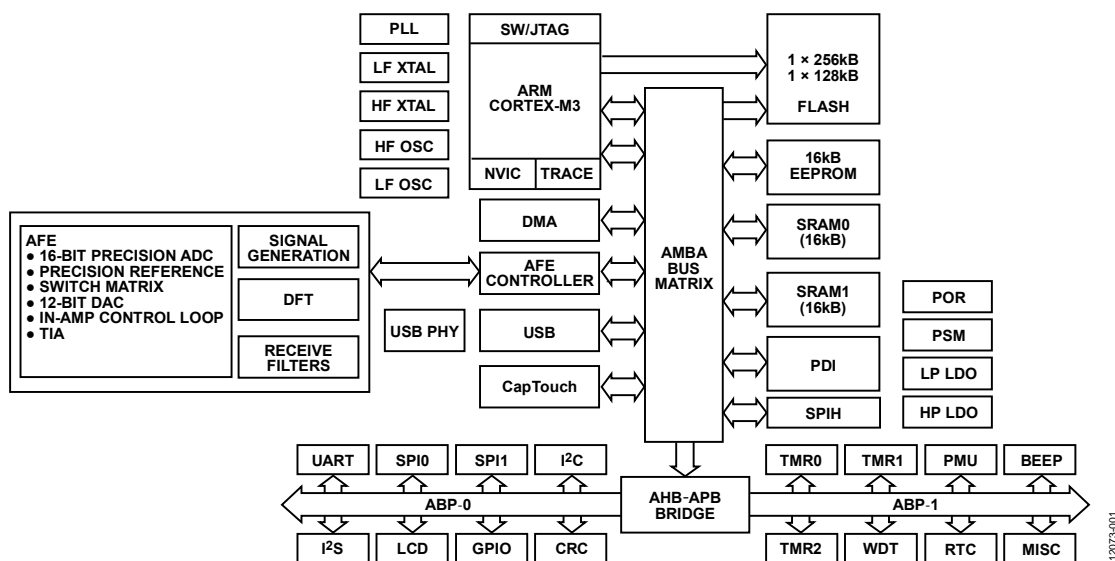 PLL
LF XTAL
HF XTAL
HF OSC
LF OSC
SW/JTAG
ARM
CORTEX-M3
NVIC
TRACE
1 × 256kB
1 × 128kB
FLASH
16kB
EEPROM
SRAM0
(16kB)
SRAM1
(16kB)
PDI
SPIH
AMBA
BUS
MATRIX
DMA
AFE
CONTROLLER
USB PHY
USB
CapTouch
AFE
● 16-BIT PRECISION ADC
● PRECISION REFERENCE
● SWITCH MATRIX
● 12-BIT DAC
● IN-AMP CONTROL LOOP
● TIA
SIGNAL
GENERATION
DFT
RECEIVE
FILTERS
POR
PSM
LP LDO
HP LDO
UART
SPI0
SPI1
I2C
TMR0
TMR1
PMU
BEEP
ABP-0
AHB-APB
BRIDGE
ABP-1
I2S
LCD
GPIO
CRC
TMR2
WDT
RTC
MISC
12073-001